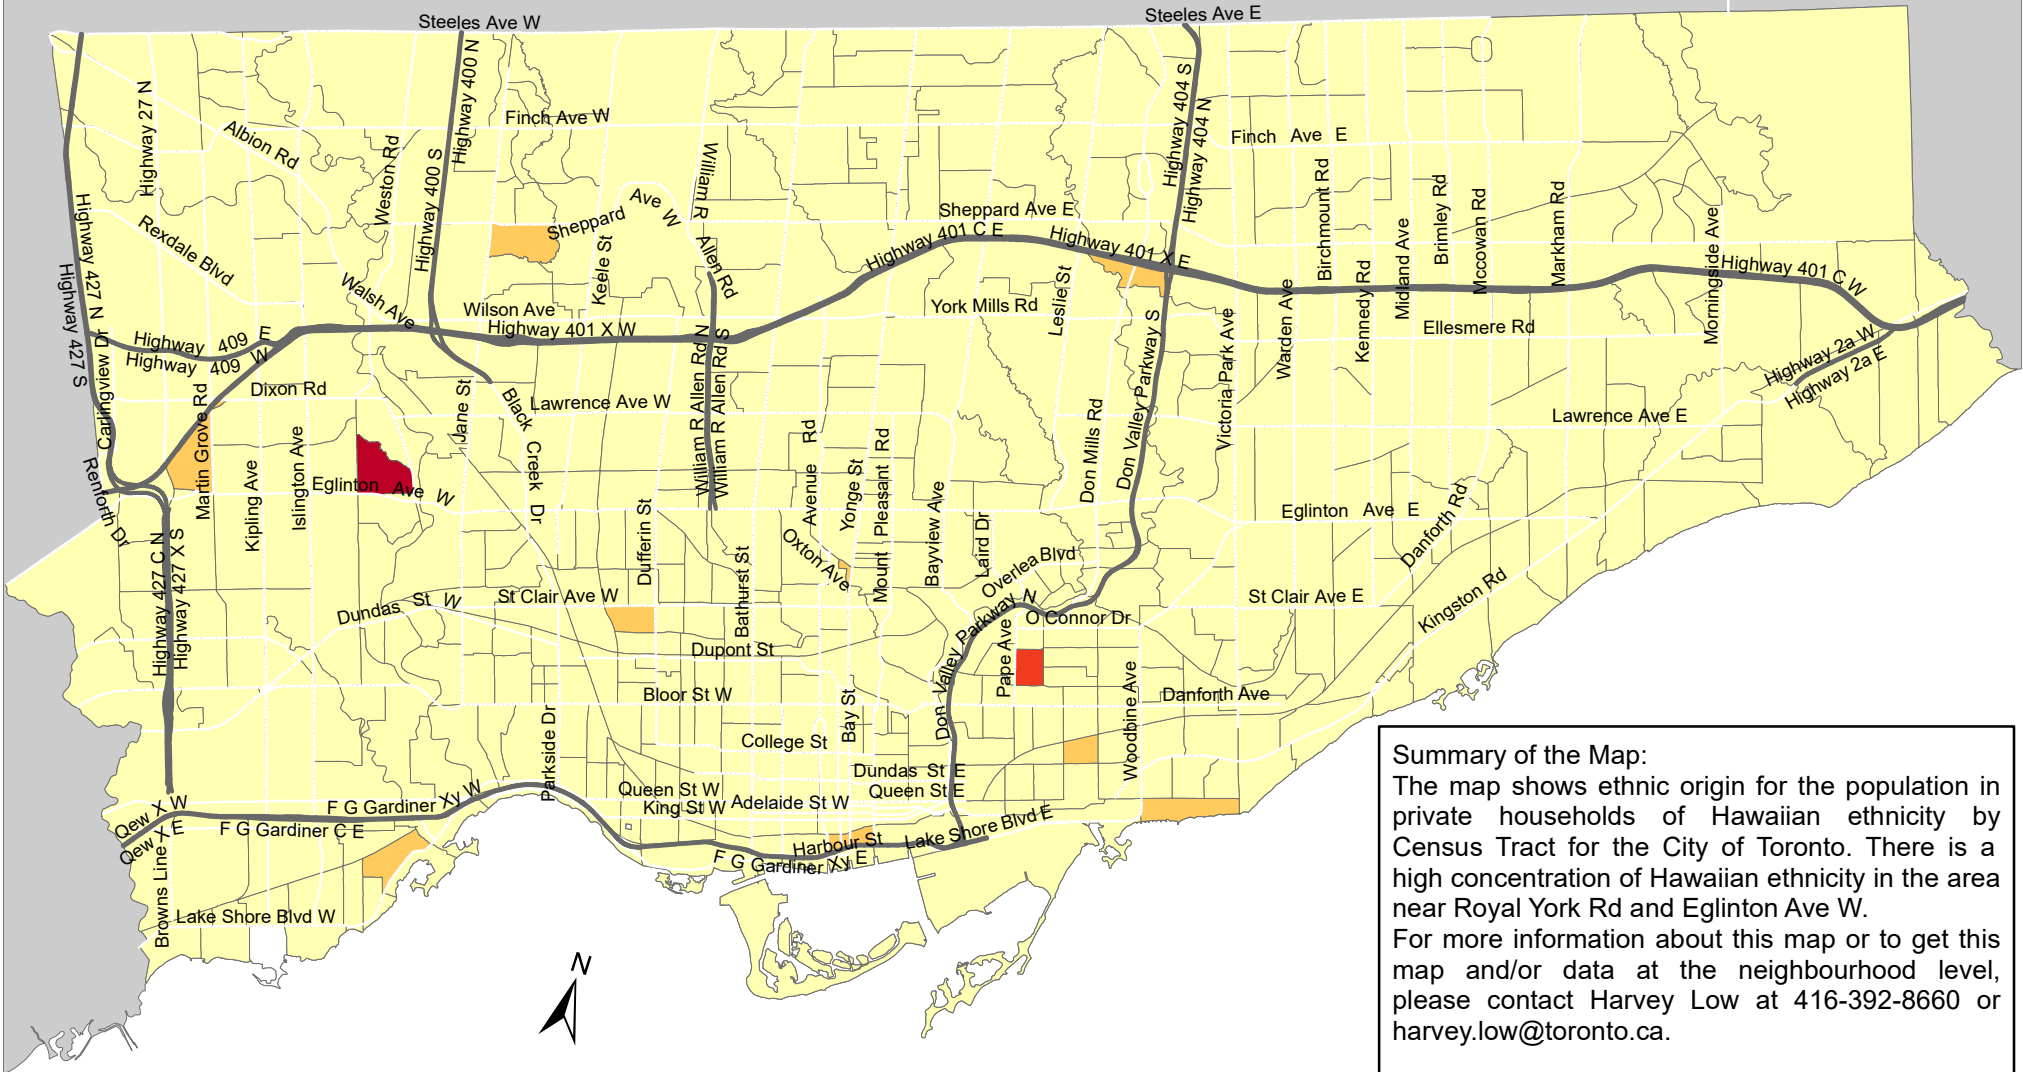 Steeles Ave W
Steeles Ave E
Highway 400 N
Highway 404 S
Highway 27 N
Finch Ave W
Highway 404 N
Finch Ave E
Albion Rd
Weston Rd
Highway 400 S
William R Allen Rd
Birchmount Rd
Brimley Rd
Mccowan Rd
Markham Rd
Sheppard Ave W
Sheppard Ave E
Highway 427 N
Rexdale Blvd
Keele St
Highway 401 C E
Highway 401 X E
Midland Ave
Morningside Ave
Highway 401 C W
Highway 427 S
Walsh Ave
Wilson Ave
York Mills Rd
Leslie St
Warden Ave
Kennedy Rd
Ellesmere Rd
Highway 401 X W
Highway 409 E
Highway 409 W
Carlingview Dr
Dixon Rd
Martin Grove Rd
Jane St
Black Creek Dr
Lawrence Ave W
William R Allen Rd N
William R Allen Rd S
Don Valley Parkway S
Victoria Park Ave
Highway 2a W
Highway 2a E
Lawrence Ave E
Renforth Dr
Kipling Ave
Islington Ave
Eglinton Ave W
Dufferin St
Avenue Rd
Yonge St
Mount Pleasant Rd
Bayview Ave
Laird Dr
Don Mills Rd
Eglinton Ave E
Danforth Rd
Highway 427 C N
Highway 427 X S
Bathurst St
Oxton Ave
Overlea Blvd
Dundas St W
St Clair Ave W
St Clair Ave E
Kingston Rd
Don Valley Parkway N
O Connor Dr
Dupont St
Pape Ave
Bloor St W
Woodbine Ave
Danforth Ave
Parkside Dr
Bay St
College St
Dundas St E
Queen St W
Queen St E
King St W
Adelaide St W
Qew X W
Qew X E
F G Gardiner Xy W
F G Gardiner C E
Harbour St
Lake Shore Blvd E
F G Gardiner Xy E
Browns Line
Lake Shore Blvd W
N
Summary of the Map:
The map shows ethnic origin for the population in
private households of Hawaiian ethnicity by
Census Tract for the City of Toronto. There is a
high concentration of Hawaiian ethnicity in the area
near Royal York Rd and Eglinton Ave W.
For more information about this map or to get this
map and/or data at the neighbourhood level,
please contact Harvey Low at 416-392-8660 or
harvey.low@toronto.ca.